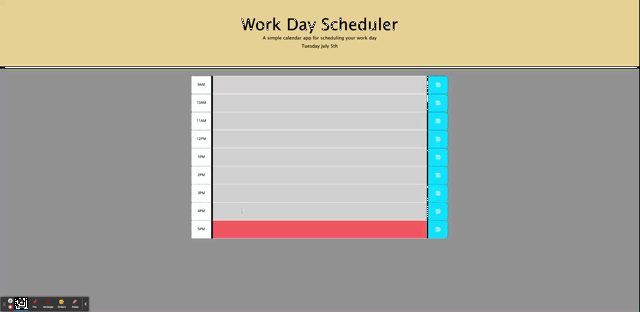 Work Day Scheduler
A simple calendar app for scheduling your work day
Tuesday July 5th
9AM
10AM
11AM
12PM
1PM
2PM
3PM
4PM
5PM